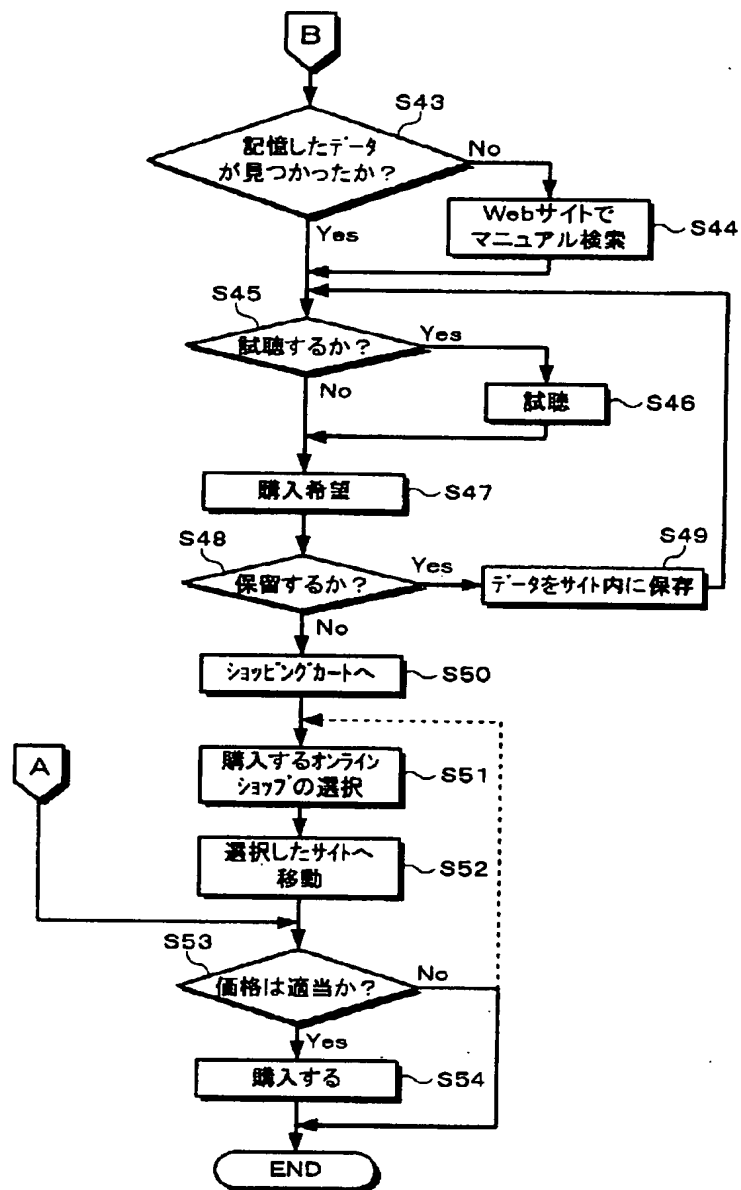 B
S43
記憶したデータ
が見つかったか？
No
Yes
Webサイトで
マニュアル検索
S44
S45
試聴するか？
Yes
No
試聴
S46
購入希望
S47
S48
保留するか？
Yes
No
S49
データをサイト内に保存
ショッピングカートへ
S50
A
購入するオンライン
ショップの選択
S51
選択したサイトへ
移動
S52
S53
価格は適当か？
No
Yes
購入する
S54
END